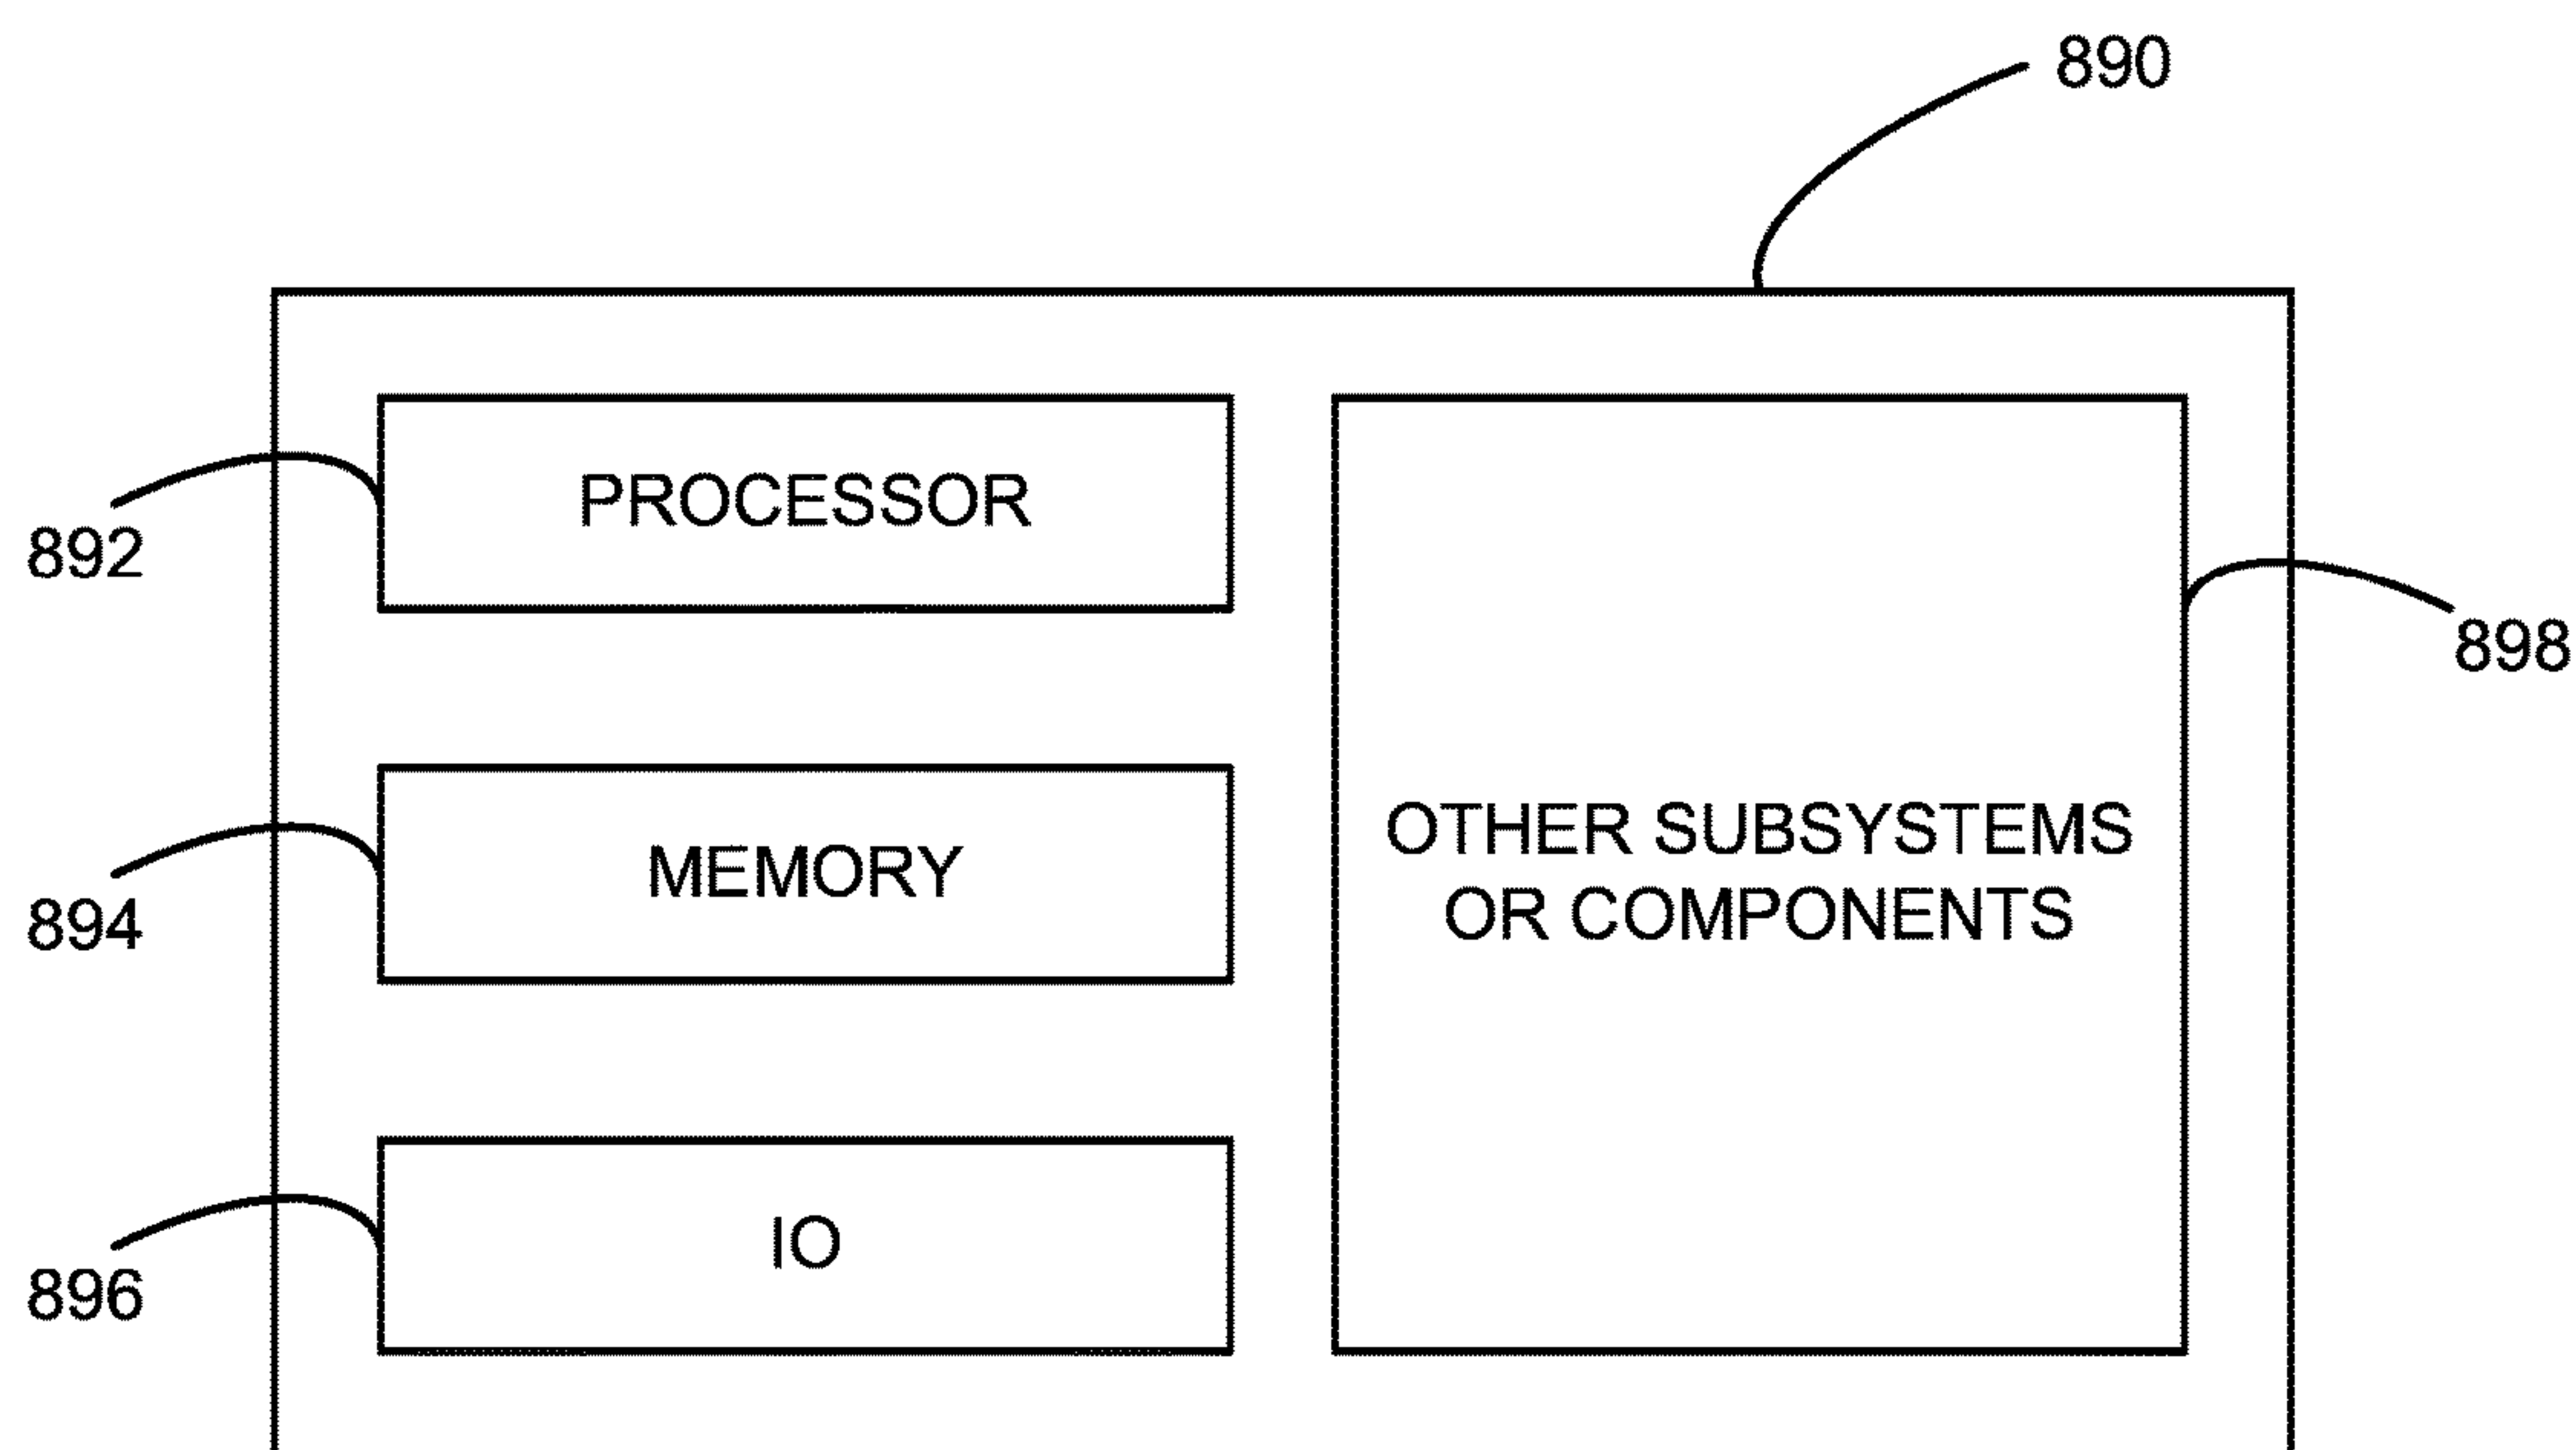 890
PROCESSOR
892
898
OTHER SUBSYSTEMS
OR COMPONENTS
MEMORY
894
IO
896